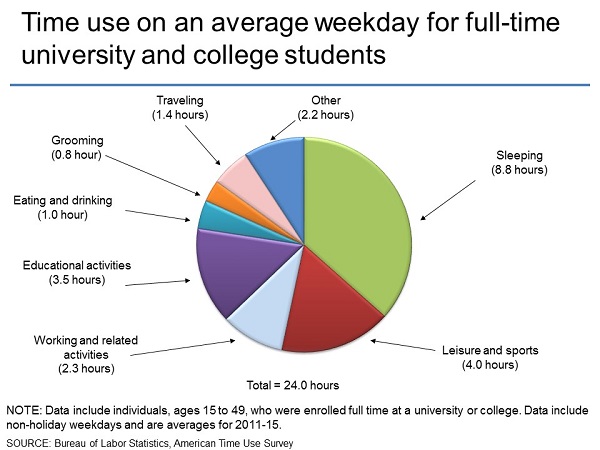 Time use on an average weekday for full-time
university and college students
Traveling
(1.4 hours)
Other
(2.2 hours)
Grooming
(0.8 hour)
Sleeping
(8.8 hours)
Eating and drinking
(1.0 hour)
Educational activities
(3.5 hours)
Working and related
activities
(2.3 hours)
Leisure and sports
(4.0 hours)
Total = 24.0 hours
NOTE: Data include individuals, ages 15 to 49, who were enrolled full time at a university or college. Data include
non-holiday weekdays and are averages for 2011-15.
SOURCE: Bureau of Labor Statistics, American Time Use Survey